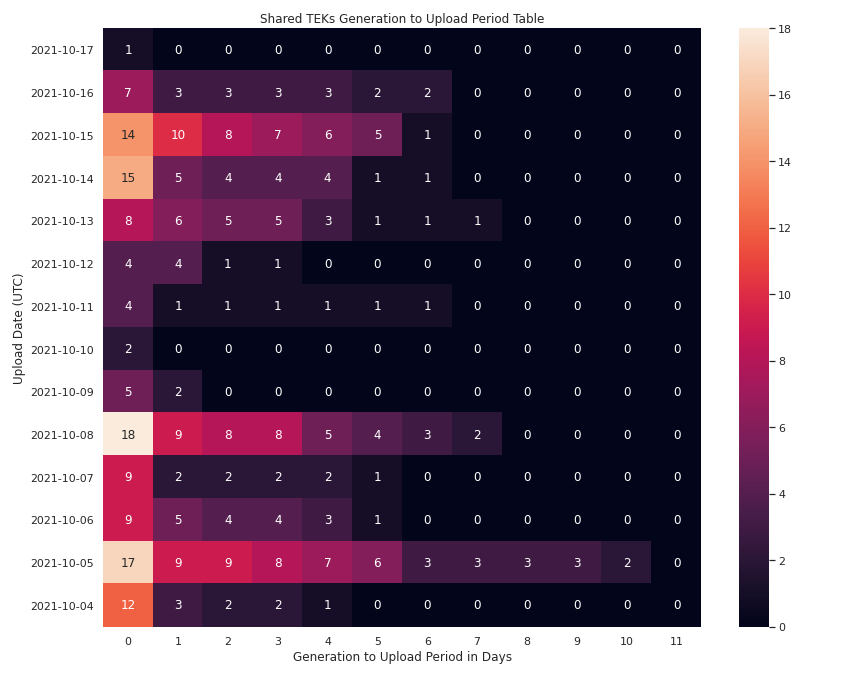 Shared TEKs Generation to Upload Period Table
Upload Date (UTC)
2021-10-17 1 0 0 0 0 0 0 0 0 0 0 0
2021-10-16 7 3 3 3 3 2 2 0 0 0 0 0
2021-10-15 14 10 8 7 6 5 1 0 0 0 0 0
2021-10-14 15 5 4 4 4 1 1 0 0 0 0 0
2021-10-13 8 6 5 5 3 1 1 1 0 0 0 0
2021-10-12 4 4 1 1 0 0 0 0 0 0 0 0
2021-10-11 4 1 1 1 1 1 1 0 0 0 0 0
2021-10-10 2 0 0 0 0 0 0 0 0 0 0 0
2021-10-09 5 2 0 0 0 0 0 0 0 0 0 0
2021-10-08 18 9 8 8 5 4 3 2 0 0 0 0
2021-10-07 9 2 2 2 2 1 0 0 0 0 0 0
2021-10-06 9 5 4 4 3 1 0 0 0 0 0 0
2021-10-05 17 9 9 8 7 6 3 3 3 3 2 0
2021-10-04 12 3 2 2 1 0 0 0 0 0 0 0
0 1 2 3 4 5 6 7 8 9 10 11
Generation to Upload Period in Days
18
16
14
12
10
8
6
4
2
0